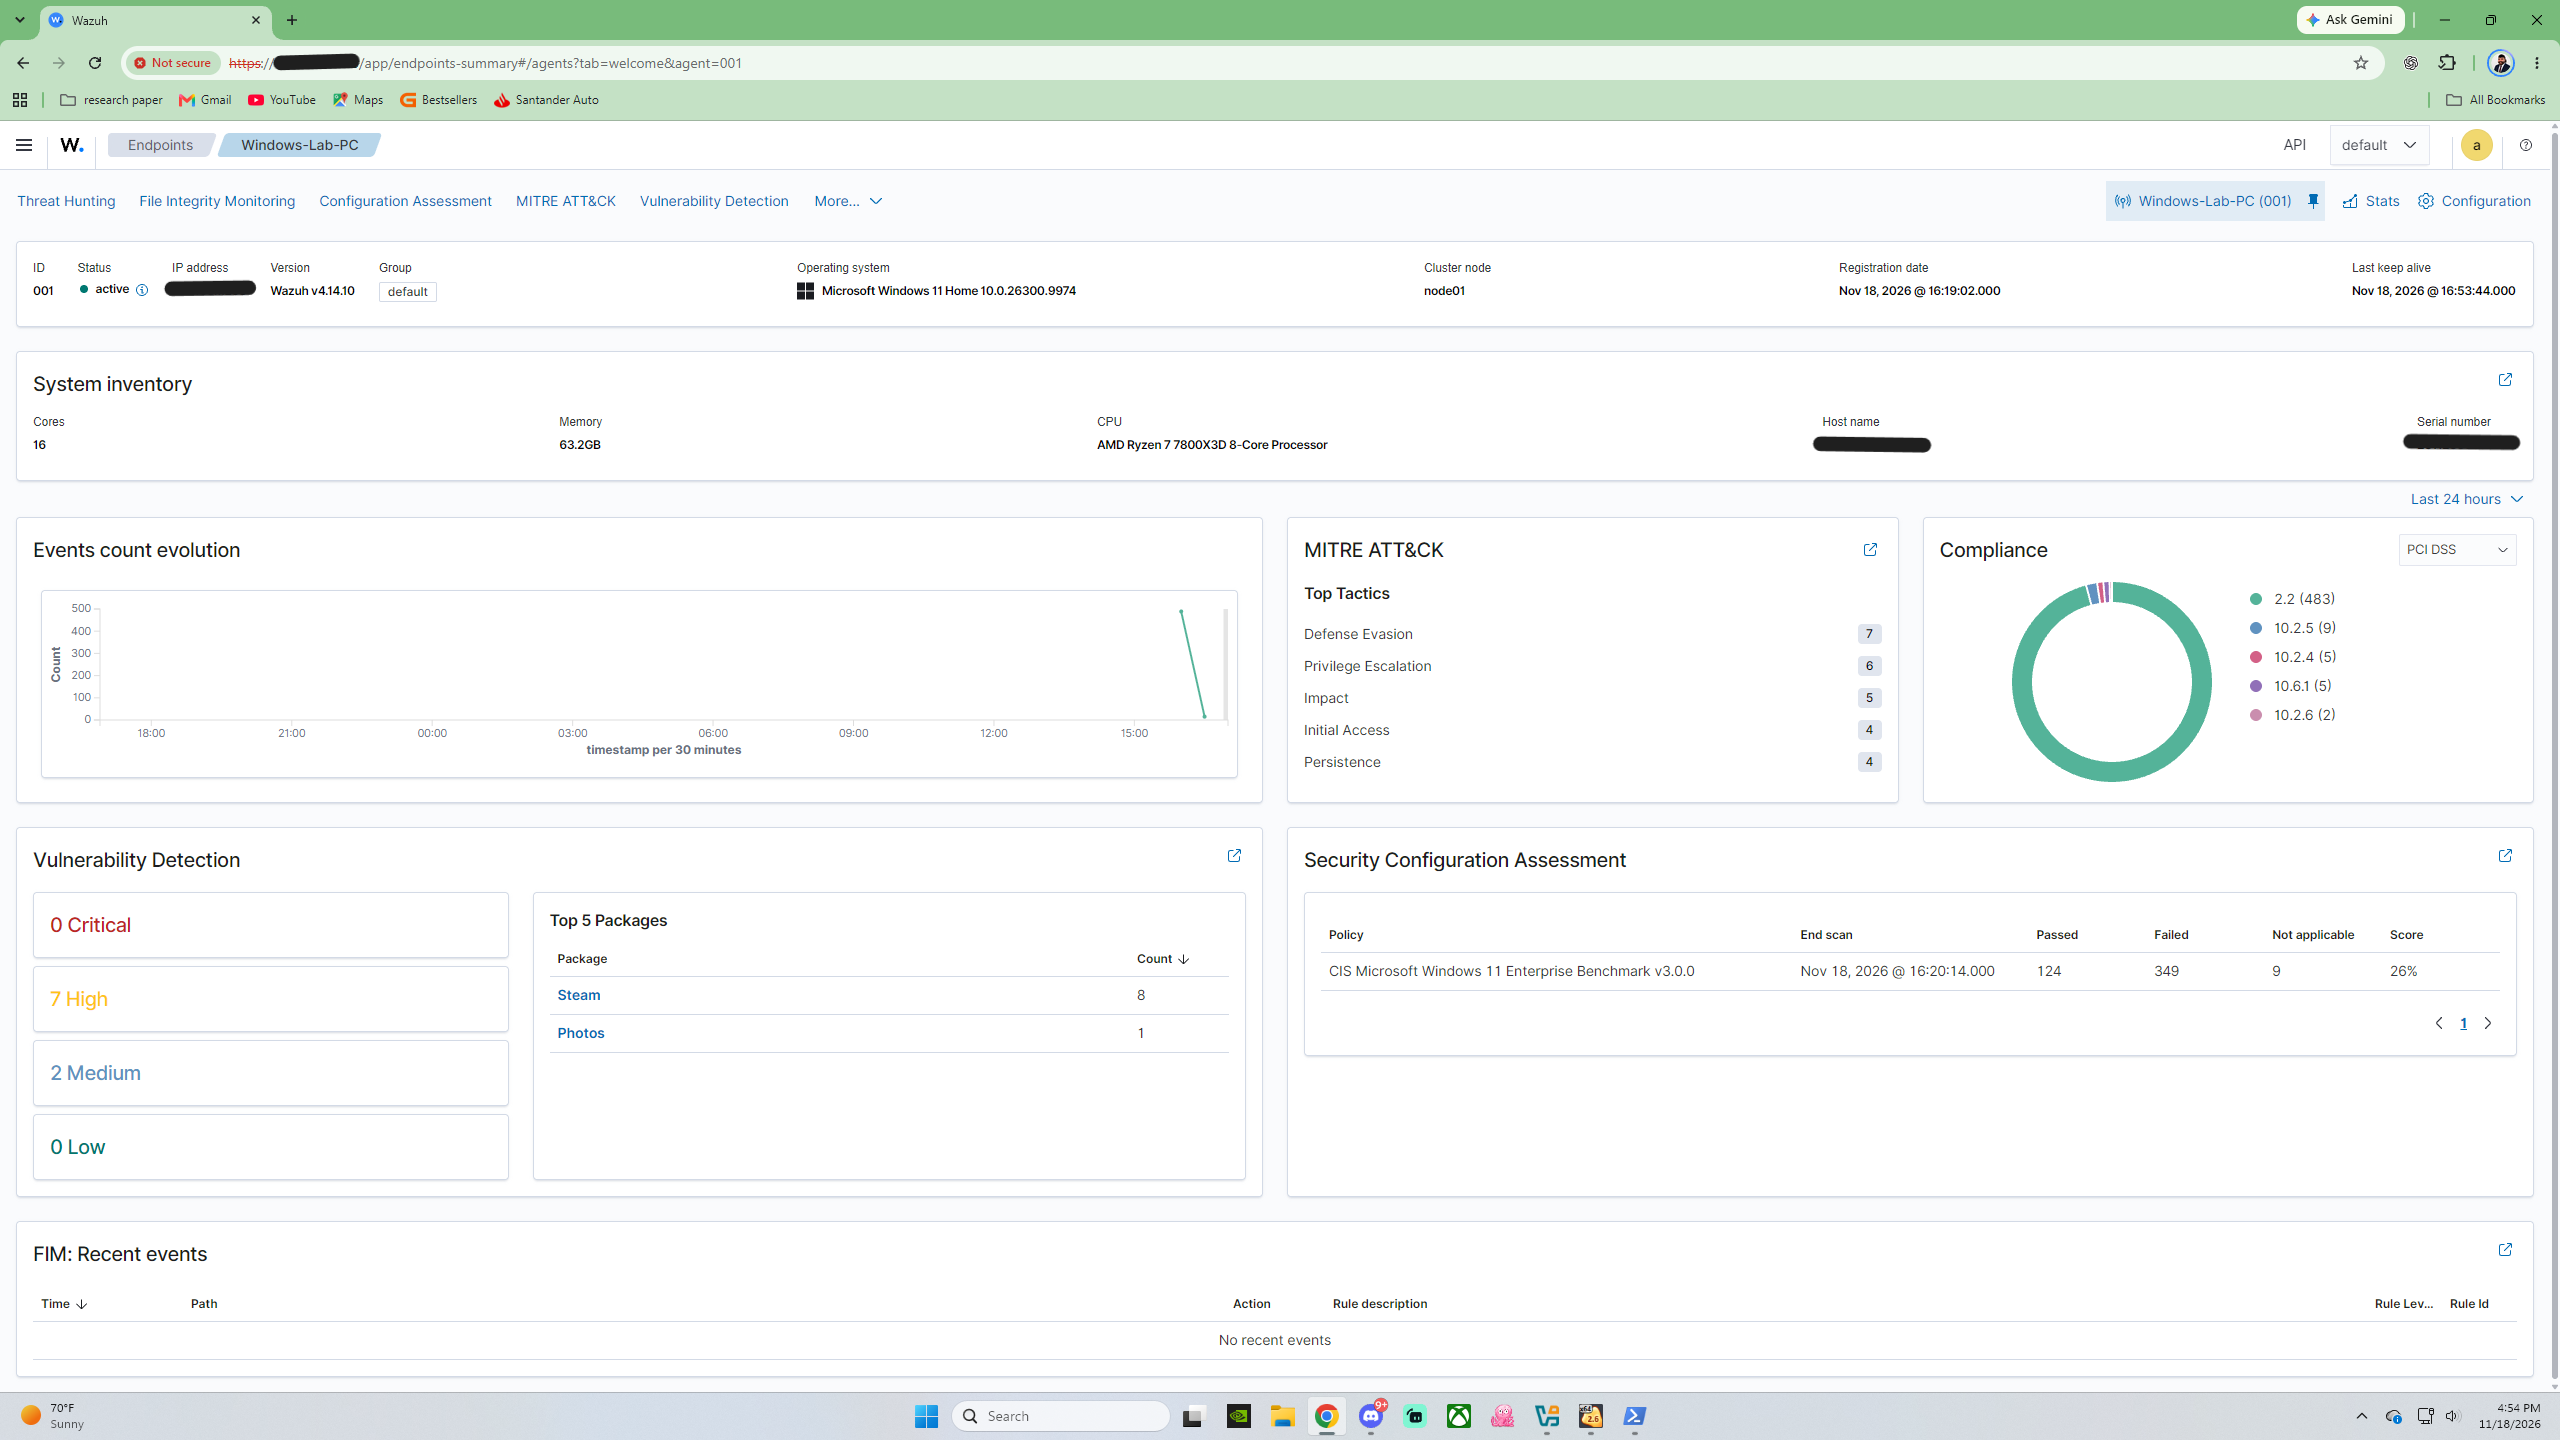 Wazuh
Ask Gemini
Not secure https:// /app/endpoints-summary#/agents?tab=welcome&agent=001
research paper Gmail YouTube Maps Bestsellers Santander Auto All Bookmarks
W. Endpoints Windows-Lab-PC API default a
Threat Hunting File Integrity Monitoring Configuration Assessment MITRE ATT&CK Vulnerability Detection More... Windows-Lab-PC (001) Stats Configuration
ID Status IP address Version Group Operating system Cluster node Registration date Last keep alive
001 active Wazuh v4.14.10 default Microsoft Windows 11 Home 10.0.26300.9974 node01 Nov 18, 2026 @ 16:19:02.000 Nov 18, 2026 @ 16:53:44.000
System inventory
Cores Memory CPU Host name Serial number
16 63.2GB AMD Ryzen 7 7800X3D 8-Core Processor
Last 24 hours
Events count evolution
500
400
300
200
100
0
Count
18:00 21:00 00:00 03:00 06:00 09:00 12:00 15:00
timestamp per 30 minutes
MITRE ATT&CK
Top Tactics
Defense Evasion 7
Privilege Escalation 6
Impact 5
Initial Access 4
Persistence 4
Compliance PCI DSS
2.2 (483)
10.2.5 (9)
10.2.4 (5)
10.6.1 (5)
10.2.6 (2)
Vulnerability Detection
0 Critical
7 High
2 Medium
0 Low
Top 5 Packages
Package Count
Steam 8
Photos 1
Security Configuration Assessment
Policy End scan Passed Failed Not applicable Score
CIS Microsoft Windows 11 Enterprise Benchmark v3.0.0 Nov 18, 2026 @ 16:20:14.000 124 349 9 26%
1
FIM: Recent events
Time Path Action Rule description Rule Lev... Rule Id
No recent events
70°F
Sunny
Search
9+
x64
2.6
4:54 PM
11/18/2026